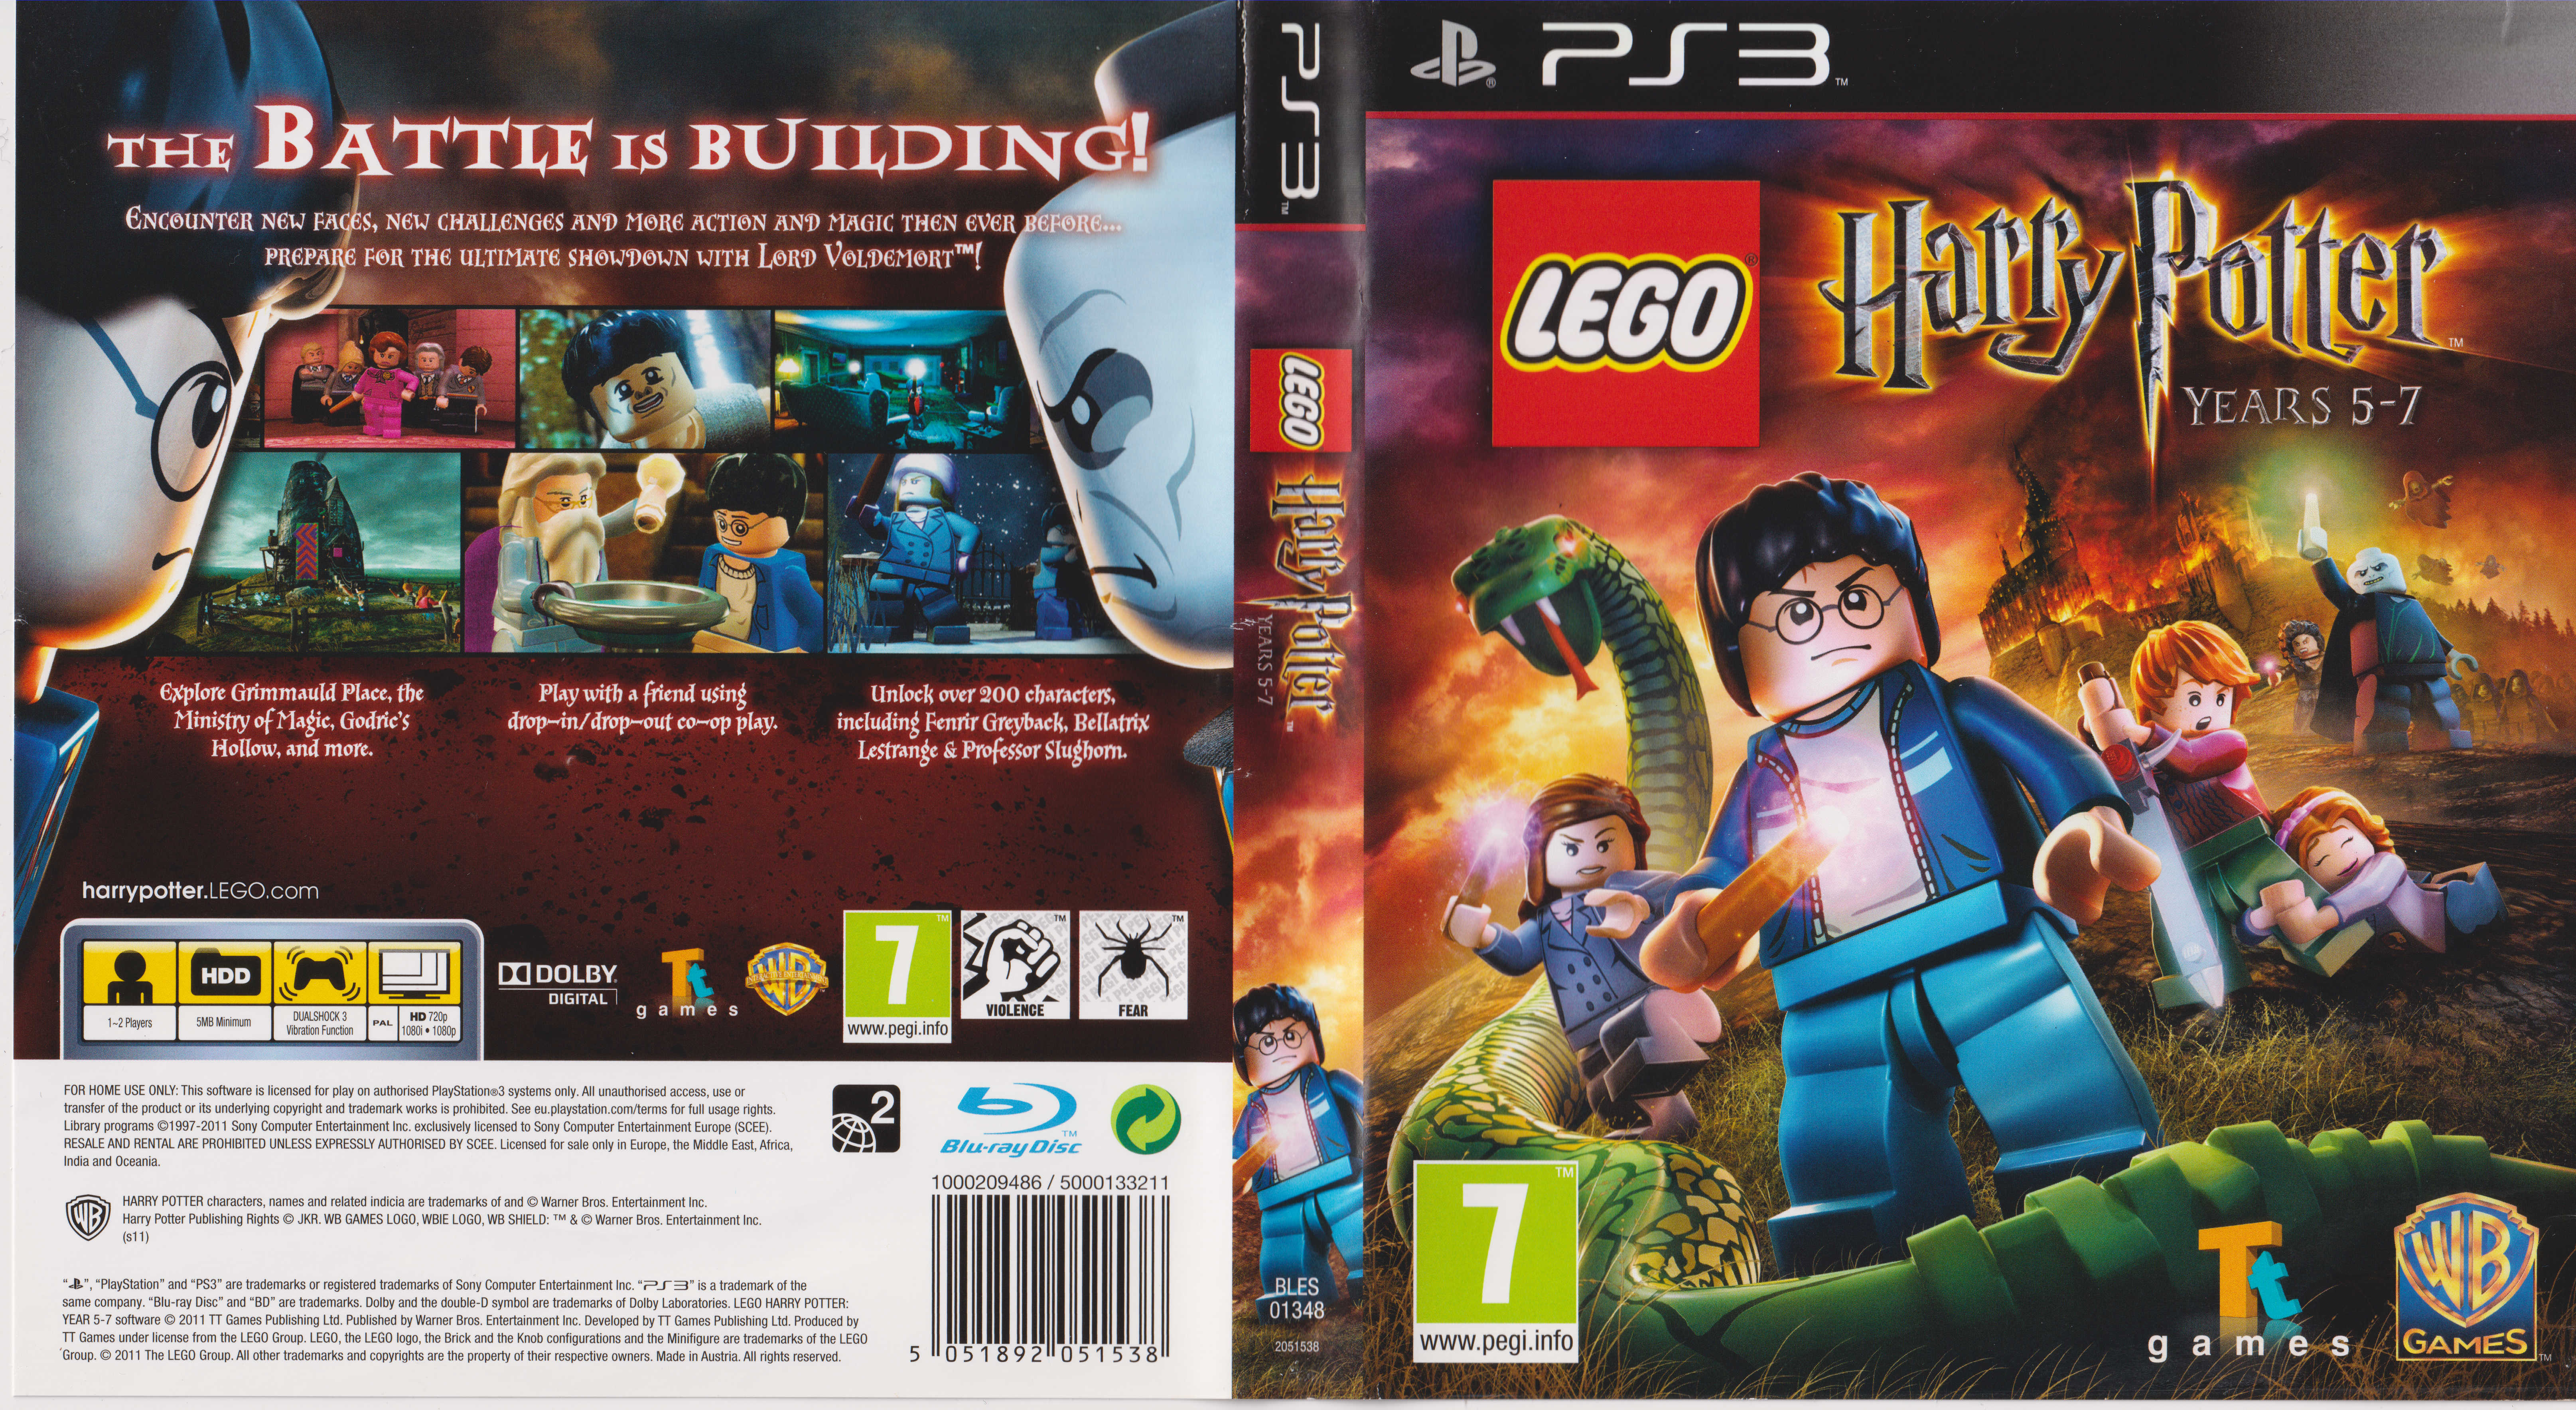 THE BATTLE IS BUILDING!
ENCOUNTER NEW FACES, NEW CHALLENGES AND MORE ACTION AND MAGIC THEN EVER BEFORE...
PREPARE FOR THE ULTIMATE SHOWDOWN WITH LORD VOLDEMORT™!
Explore Grimmauld Place, the
Ministry of Magic, Godric's
Hollow, and more.
Play with a friend using
drop-in/drop-out co-op play.
Unlock over 200 characters,
including Fenrir Greyback, Bellatrix
Lestrange & Professor Slughorn.
harrypotter.LEGO.com
1~2 Players
HDD
5MB Minimum
DUALSHOCK 3
Vibration Function
PAL
HD 720p
1080i • 1080p
DOLBY
DIGITAL
Tt
games
WB
7™
www.pegi.info
VIOLENCE
FEAR
FOR HOME USE ONLY: This software is licensed for play on authorised PlayStation®3 systems only. All unauthorised access, use or
transfer of the product or its underlying copyright and trademark works is prohibited. See eu.playstation.com/terms for full usage rights.
Library programs ©1997-2011 Sony Computer Entertainment Inc. exclusively licensed to Sony Computer Entertainment Europe (SCEE).
RESALE AND RENTAL ARE PROHIBITED UNLESS EXPRESSLY AUTHORISED BY SCEE. Licensed for sale only in Europe, the Middle East, Africa,
India and Oceania.
2
Blu-ray Disc™
WB
HARRY POTTER characters, names and related indicia are trademarks of and © Warner Bros. Entertainment Inc.
Harry Potter Publishing Rights © JKR. WB GAMES LOGO, WBIE LOGO, WB SHIELD: ™ & © Warner Bros. Entertainment Inc.
(s11)
"PlayStation" and "PS3" are trademarks or registered trademarks of Sony Computer Entertainment Inc. "PS3" is a trademark of the
same company. "Blu-ray Disc" and "BD" are trademarks. Dolby and the double-D symbol are trademarks of Dolby Laboratories. LEGO HARRY POTTER:
YEAR 5-7 software © 2011 TT Games Publishing Ltd. Published by Warner Bros. Entertainment Inc. Developed by TT Games Publishing Ltd. Produced by
TT Games under license from the LEGO Group. LEGO, the LEGO logo, the Brick and the Knob configurations and the Minifigure are trademarks of the LEGO
Group. © 2011 The LEGO Group. All other trademarks and copyrights are the property of their respective owners. Made in Austria. All rights reserved.
1000209486 / 5000133211
5 051892 051538
PS3™
LEGO
Harry Potter™
YEARS 5-7
BLES
01348
2051538
PS3™
LEGO®
Harry Potter™
YEARS 5-7
7™
www.pegi.info
Tt
games
WB
GAMES™